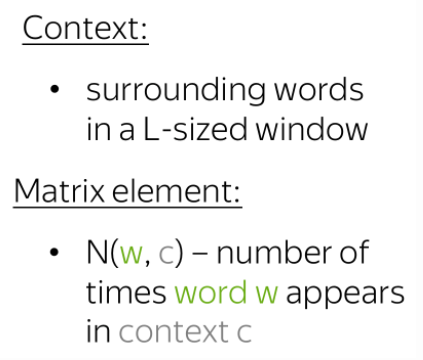 Context:
• surrounding words
in a L-sized window
Matrix element:
• N(w, c) – number of
times word w appears
in context c